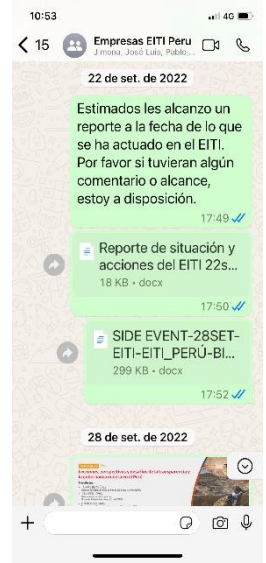 10:53
4G
15
Empresas EITI Peru
Jimona, José Luis, Pablo,...
22 de set. de 2022
Estimados les alcanzo un
reporte a la fecha de lo que
se ha actuado en el EITI.
Por favor si tuvieran algún
comentario o alcance,
estoy a disposición.
17:49
Reporte de situación y
acciones del EITI 22s...
18 KB • docx
17:50
SIDE EVENT-28SET-
EITI-EITI_PERÚ-BI...
299 KB • docx
17:52
28 de set. de 2022